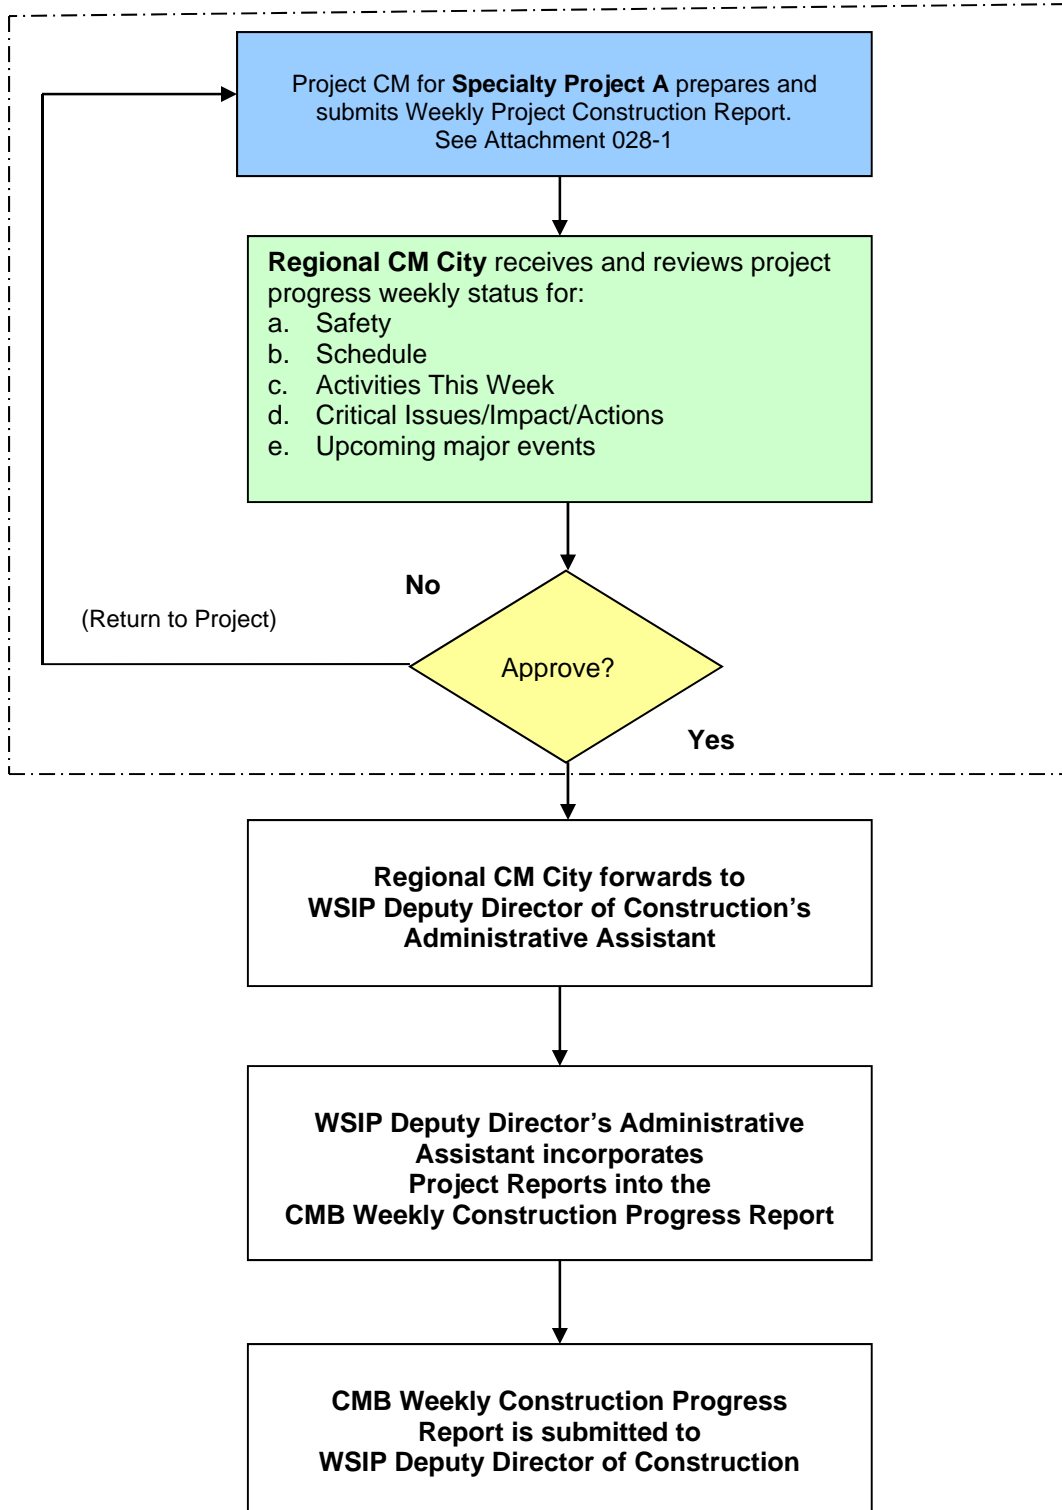 Project CM for Specialty Project A prepares and
submits Weekly Project Construction Report.
See Attachment 028-1
Regional CM City receives and reviews project
progress weekly status for:
a. Safety
b. Schedule
c. Activities This Week
d. Critical Issues/Impact/Actions
e. Upcoming major events
No
(Return to Project)
Approve?
Yes
Regional CM City forwards to
WSIP Deputy Director of Construction’s
Administrative Assistant
WSIP Deputy Director’s Administrative
Assistant incorporates
Project Reports into the
CMB Weekly Construction Progress Report
CMB Weekly Construction Progress
Report is submitted to
WSIP Deputy Director of Construction